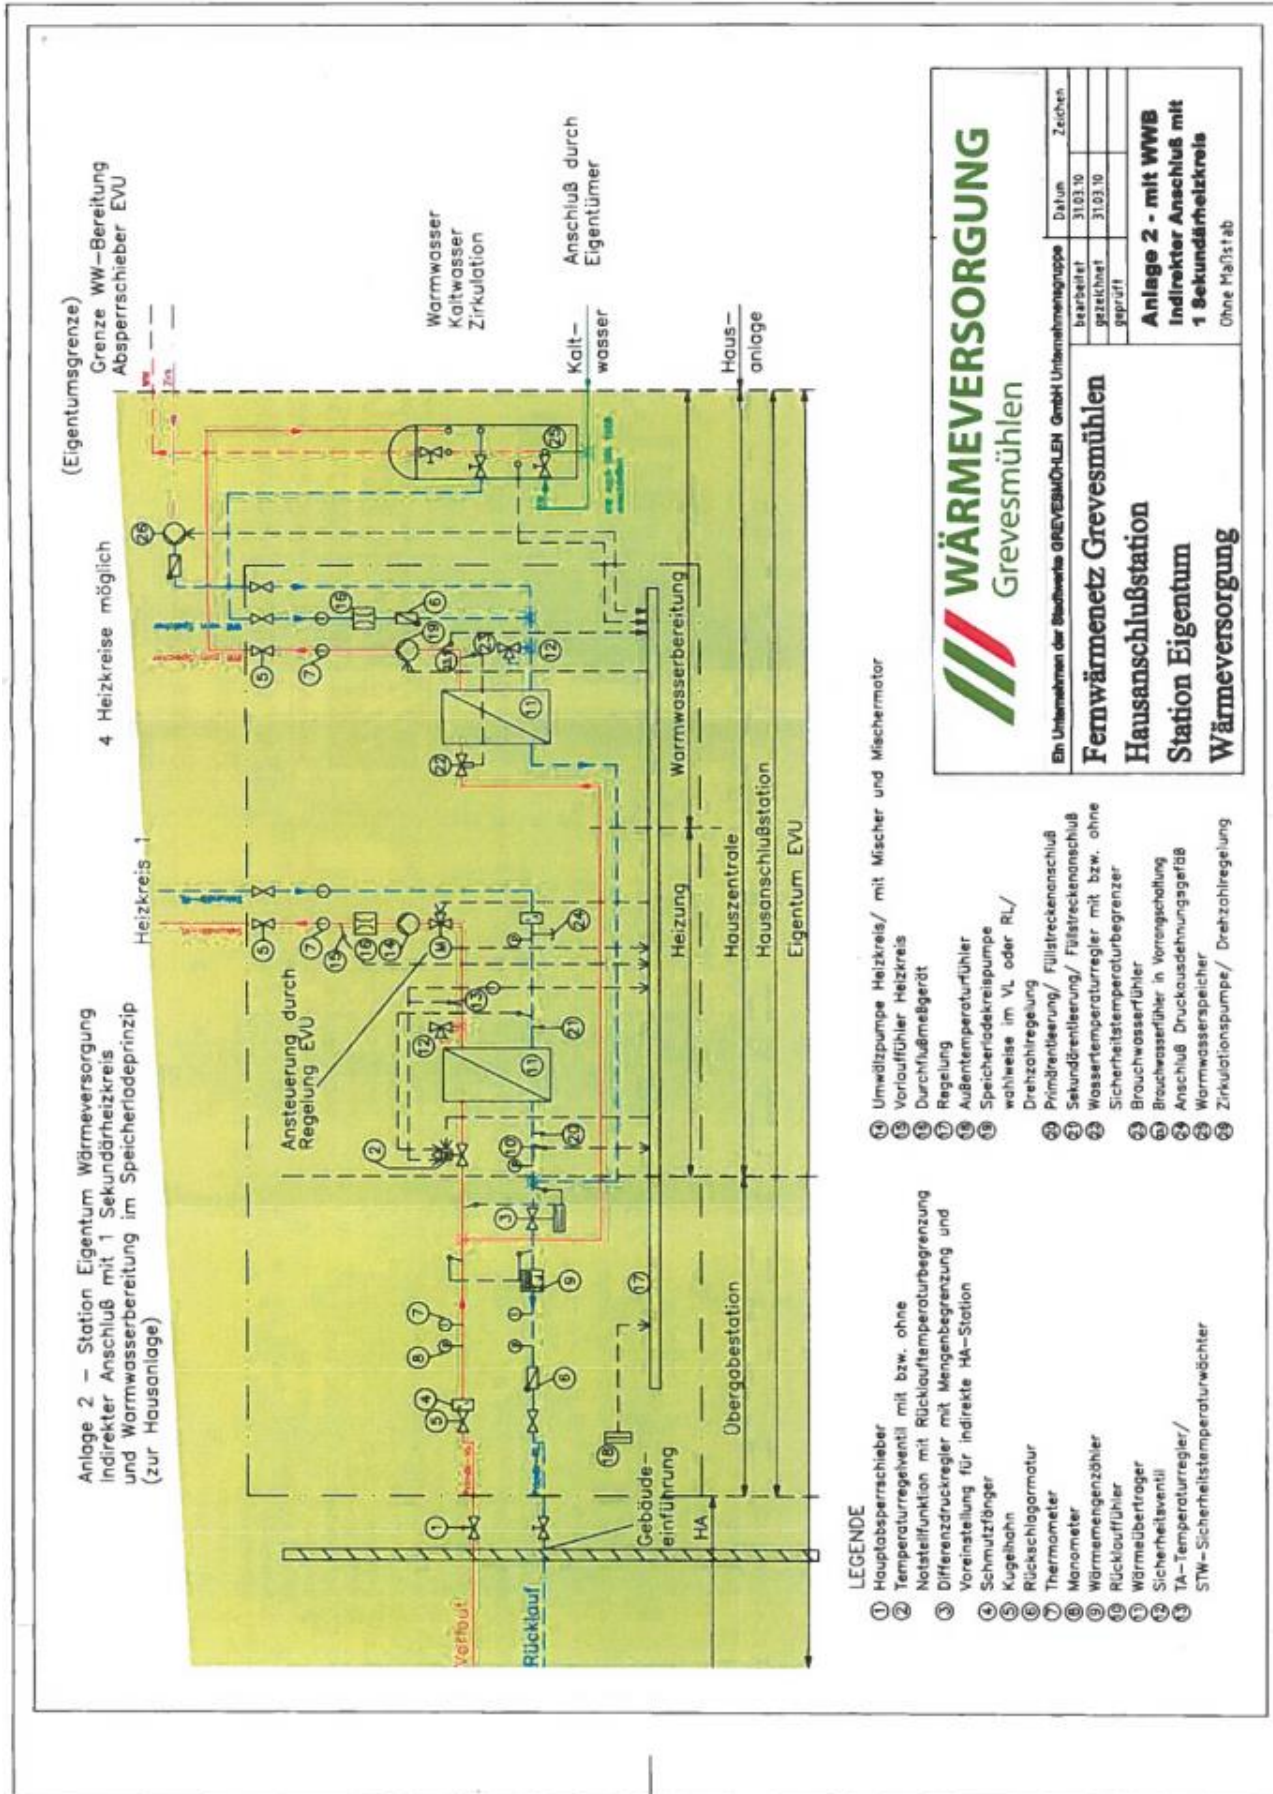 Anlage 2 – Station Eigentum Wärmeversorgung
Indirekter Anschluß mit 1 Sekundärheizkreis
und Warmwasserbereitung im Speicherladeprinzip
(zur Hausanlage)
Heizkreis 1
4 Heizkreise möglich
(Eigentumsgrenze)
Grenze WW–Bereitung
Absperrschieber EVU
WW
Ansteuerung durch
Regelung EVU
Warmwasser
Kaltwasser
Zirkulation
Anschluß durch
Eigentümer
Kalt–
wasser
Haus–
anlage
Vorlauf
Rücklauf
Gebäude–
einführung
HA
Übergabestation
Heizung
Warmwasserbereitung
Hauszentrale
Hausanschlußstation
Eigentum EVU
LEGENDE
1 Hauptabsperrschieber
2 Temperaturregelventil mit bzw. ohne
Notstellfunktion mit Rücklauftemperaturbegrenzung
3 Differenzdruckregler mit Mengenbegrenzung und
Voreinstellung für indirekte HA–Station
4 Schmutzfänger
5 Kugelhahn
6 Rückschlagarmatur
7 Thermometer
8 Manometer
9 Wärmemengenzähler
10 Rücklauffühler
11 Wärmeübertrager
12 Sicherheitsventil
13 TA–Temperaturregler/
STW–Sicherheitstemperaturwächter
14 Umwälzpumpe Heizkreis/ mit Mischer und Mischermotor
15 Vorlauffühler Heizkreis
16 Durchflußmeßgerät
17 Regelung
18 Außentemperaturfühler
19 Speicherladekreispumpe
wahlweise im VL oder RL/
Drehzahlregelung
20 Primärentleerung/ Füllstreckenanschluß
21 Sekundärentleerung/ Füllstreckenanschluß
22 Wassertemperaturregler mit bzw. ohne
Sicherheitstemperaturbegrenzer
23 Brauchwasserfühler
Brauchwasserfühler in Vorrangschaltung
24 Anschluß Druckausdehnungsgefäß
25 Warmwasserspeicher
26 Zirkulationspumpe/ Drehzahlregelung
WÄRMEVERSORGUNG
Grevesmühlen
Ein Unternehmen der Stadtwerke GREVESMÜHLEN GmbH Unternehmensgruppe
Datum Zeichen
bearbeitet 31.03.10
gezeichnet 31.03.10
geprüft
Fernwärmenetz Grevesmühlen
Hausanschlußstation
Station Eigentum
Wärmeversorgung
Anlage 2 - mit WWB
Indirekter Anschluß mit
1 Sekundärheizkreis
Ohne Maßstab